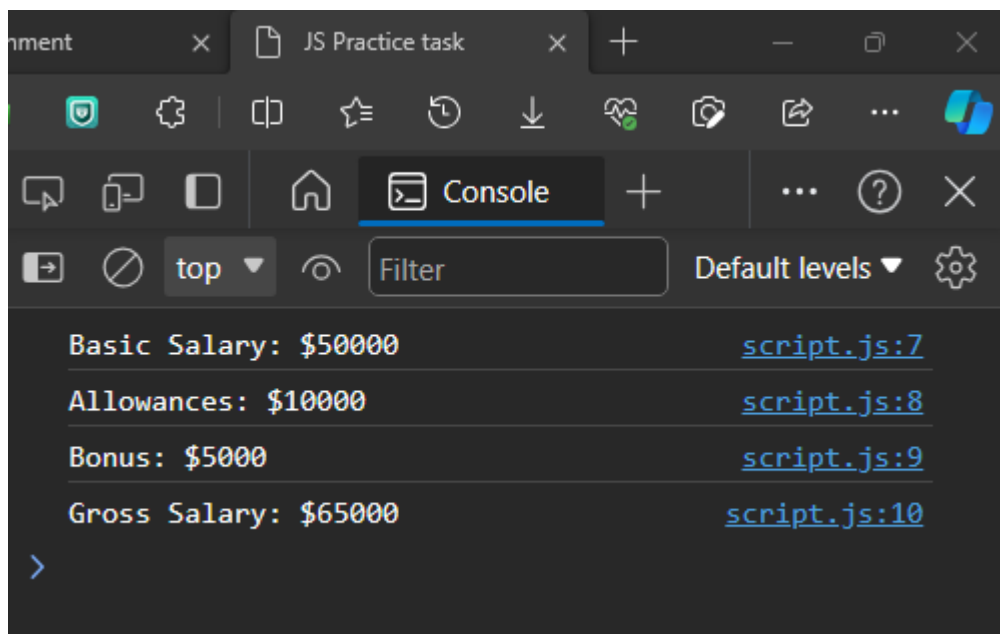 nment
JS Practice task
Console
top
Filter
Default levels
Basic Salary: $50000 script.js:7
Allowances: $10000 script.js:8
Bonus: $5000 script.js:9
Gross Salary: $65000 script.js:10